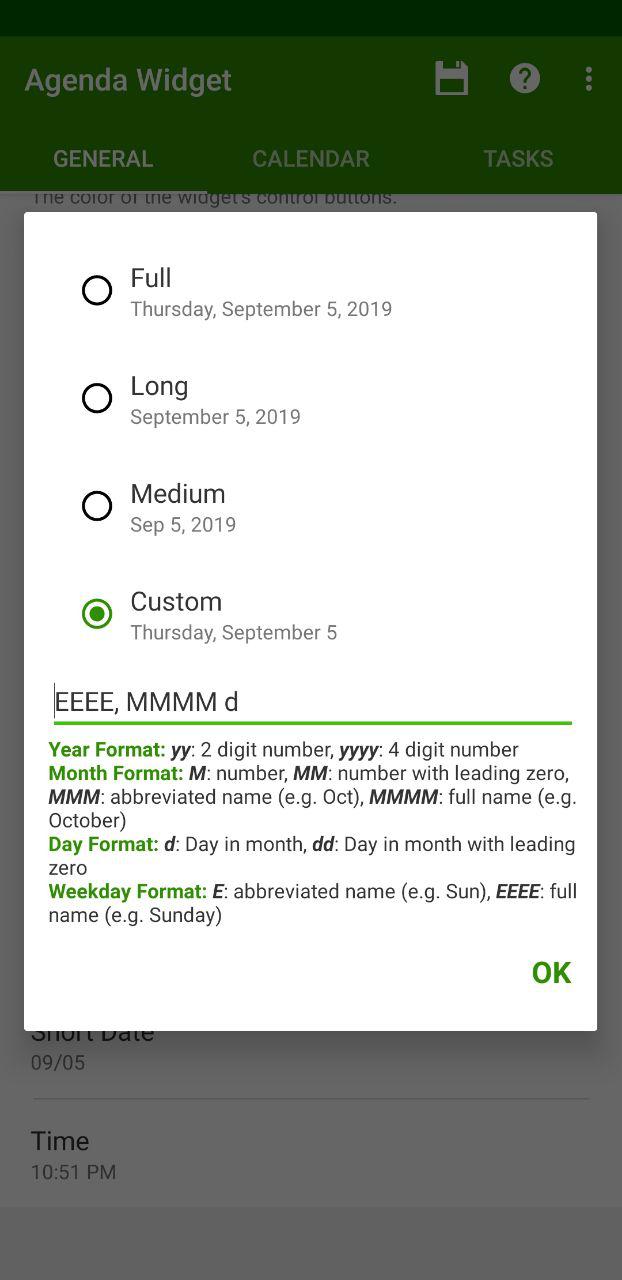 Agenda Widget
GENERAL CALENDAR TASKS
The color of the widget's control buttons.
Full
Thursday, September 5, 2019
Long
September 5, 2019
Medium
Sep 5, 2019
Custom
Thursday, September 5
EEEE, MMMM d
Year Format: yy: 2 digit number, yyyy: 4 digit number
Month Format: M: number, MM: number with leading zero,
MMM: abbreviated name (e.g. Oct), MMMM: full name (e.g.
October)
Day Format: d: Day in month, dd: Day in month with leading
zero
Weekday Format: E: abbreviated name (e.g. Sun), EEEE: full
name (e.g. Sunday)
OK
Short Date
09/05
Time
10:51 PM